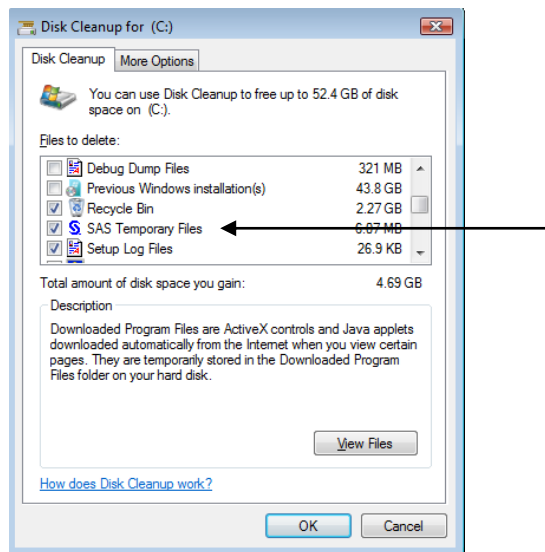 Disk Cleanup for (C:)
Disk Cleanup More Options
You can use Disk Cleanup to free up to 52.4 GB of disk
space on (C:).
Files to delete:
Debug Dump Files 321 MB
Previous Windows installation(s) 43.8 GB
Recycle Bin 2.27 GB
SAS Temporary Files 6.87 MB
Setup Log Files 26.9 KB
Total amount of disk space you gain: 4.69 GB
Description
Downloaded Program Files are ActiveX controls and Java applets
downloaded automatically from the Internet when you view certain
pages. They are temporarily stored in the Downloaded Program
Files folder on your hard disk.
View Files
How does Disk Cleanup work?
OK Cancel